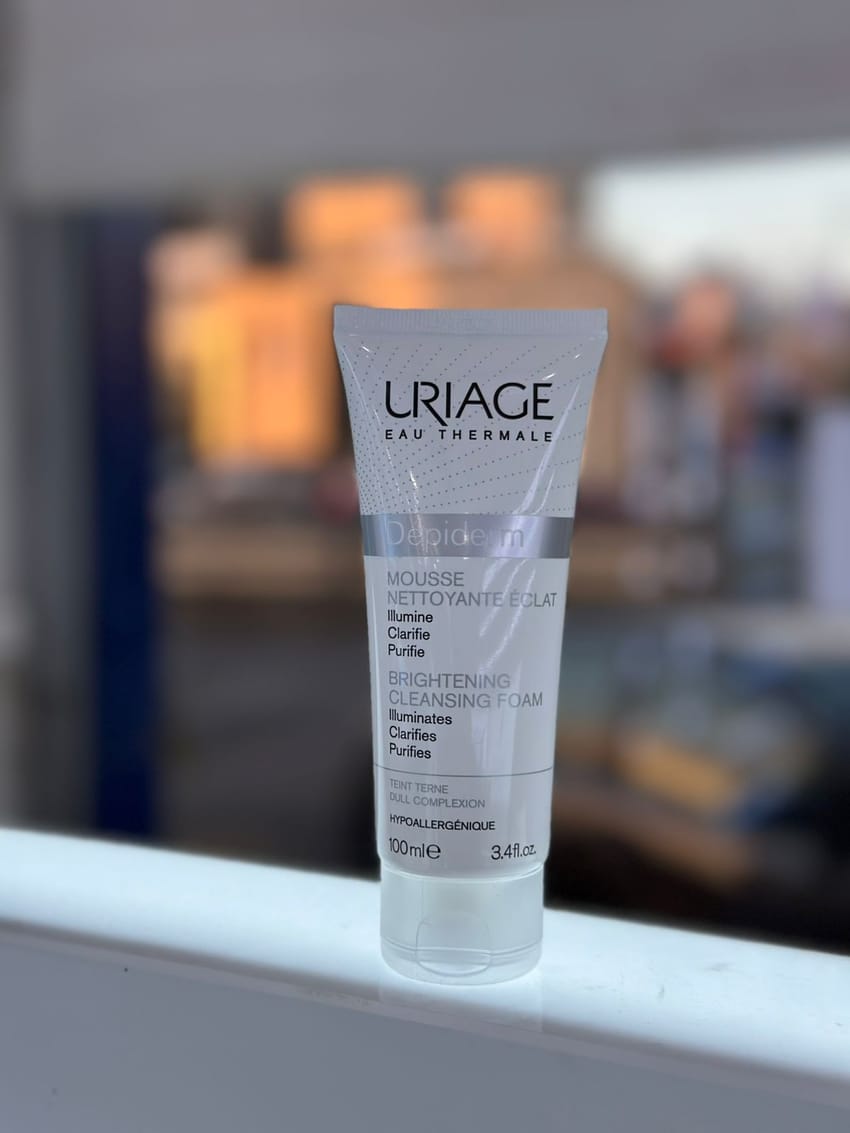 URIAGE
EAU THERMALE
Dépiderm
MOUSSE
NETTOYANTE ÉCLAT
Illumine
Clarifie
Purifie
BRIGHTENING
CLEANSING FOAM
Illuminates
Clarifies
Purifies
TEINT TERNE
DULL COMPLEXION
HYPOALLERGÉNIQUE
100ml℮ 3.4fl.oz.